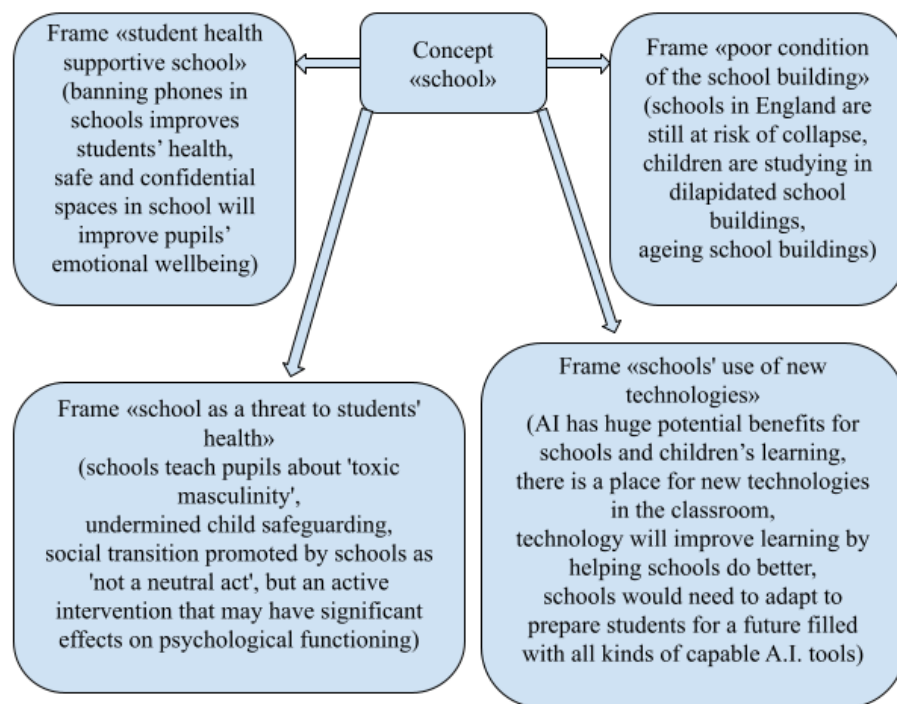 Frame «student health
supportive school»
(banning phones in
schools improves
students’ health,
safe and confidential
spaces in school will
improve pupils’
emotional wellbeing)
Concept
«school»
Frame «poor condition
of the school building»
(schools in England are
still at risk of collapse,
children are studying in
dilapidated school
buildings,
ageing school buildings)
Frame «school as a threat to students'
health»
(schools teach pupils about 'toxic
masculinity',
undermined child safeguarding,
social transition promoted by schools as
'not a neutral act', but an active
intervention that may have significant
effects on psychological functioning)
Frame «schools' use of new
technologies»
(AI has huge potential benefits for
schools and children’s learning,
there is a place for new technologies
in the classroom,
technology will improve learning by
helping schools do better,
schools would need to adapt to
prepare students for a future filled
with all kinds of capable A.I. tools)